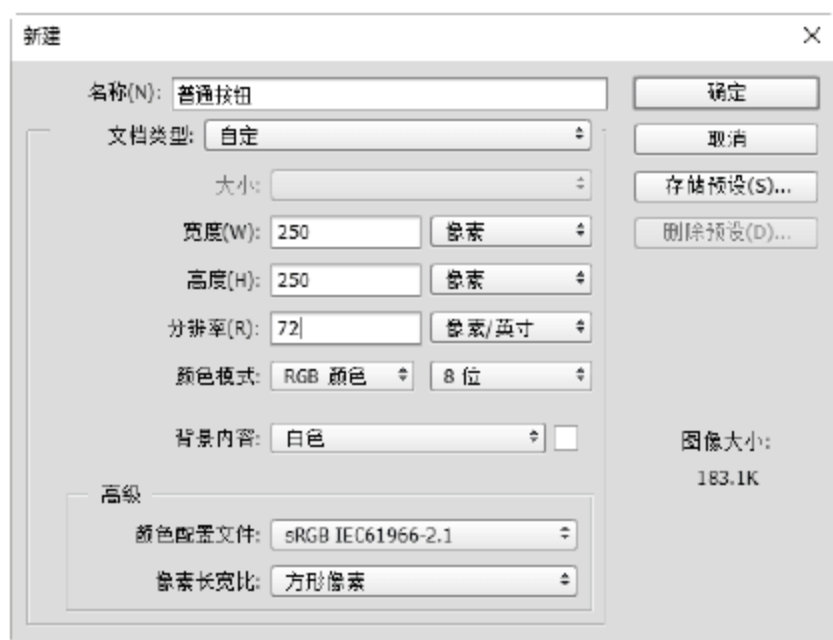 新建
名称(N): 普通按钮 确定
文档类型: 自定 取消
大小: 存储预设(S)...
宽度(W): 250 像素 删除预设(D)...
高度(H): 250 像素
分辨率(R): 72 像素/英寸
颜色模式: RGB 颜色 8 位
背景内容: 白色 图像大小:
183.1K
高级
颜色配置文件: sRGB IEC61966-2.1
像素长宽比: 方形像素